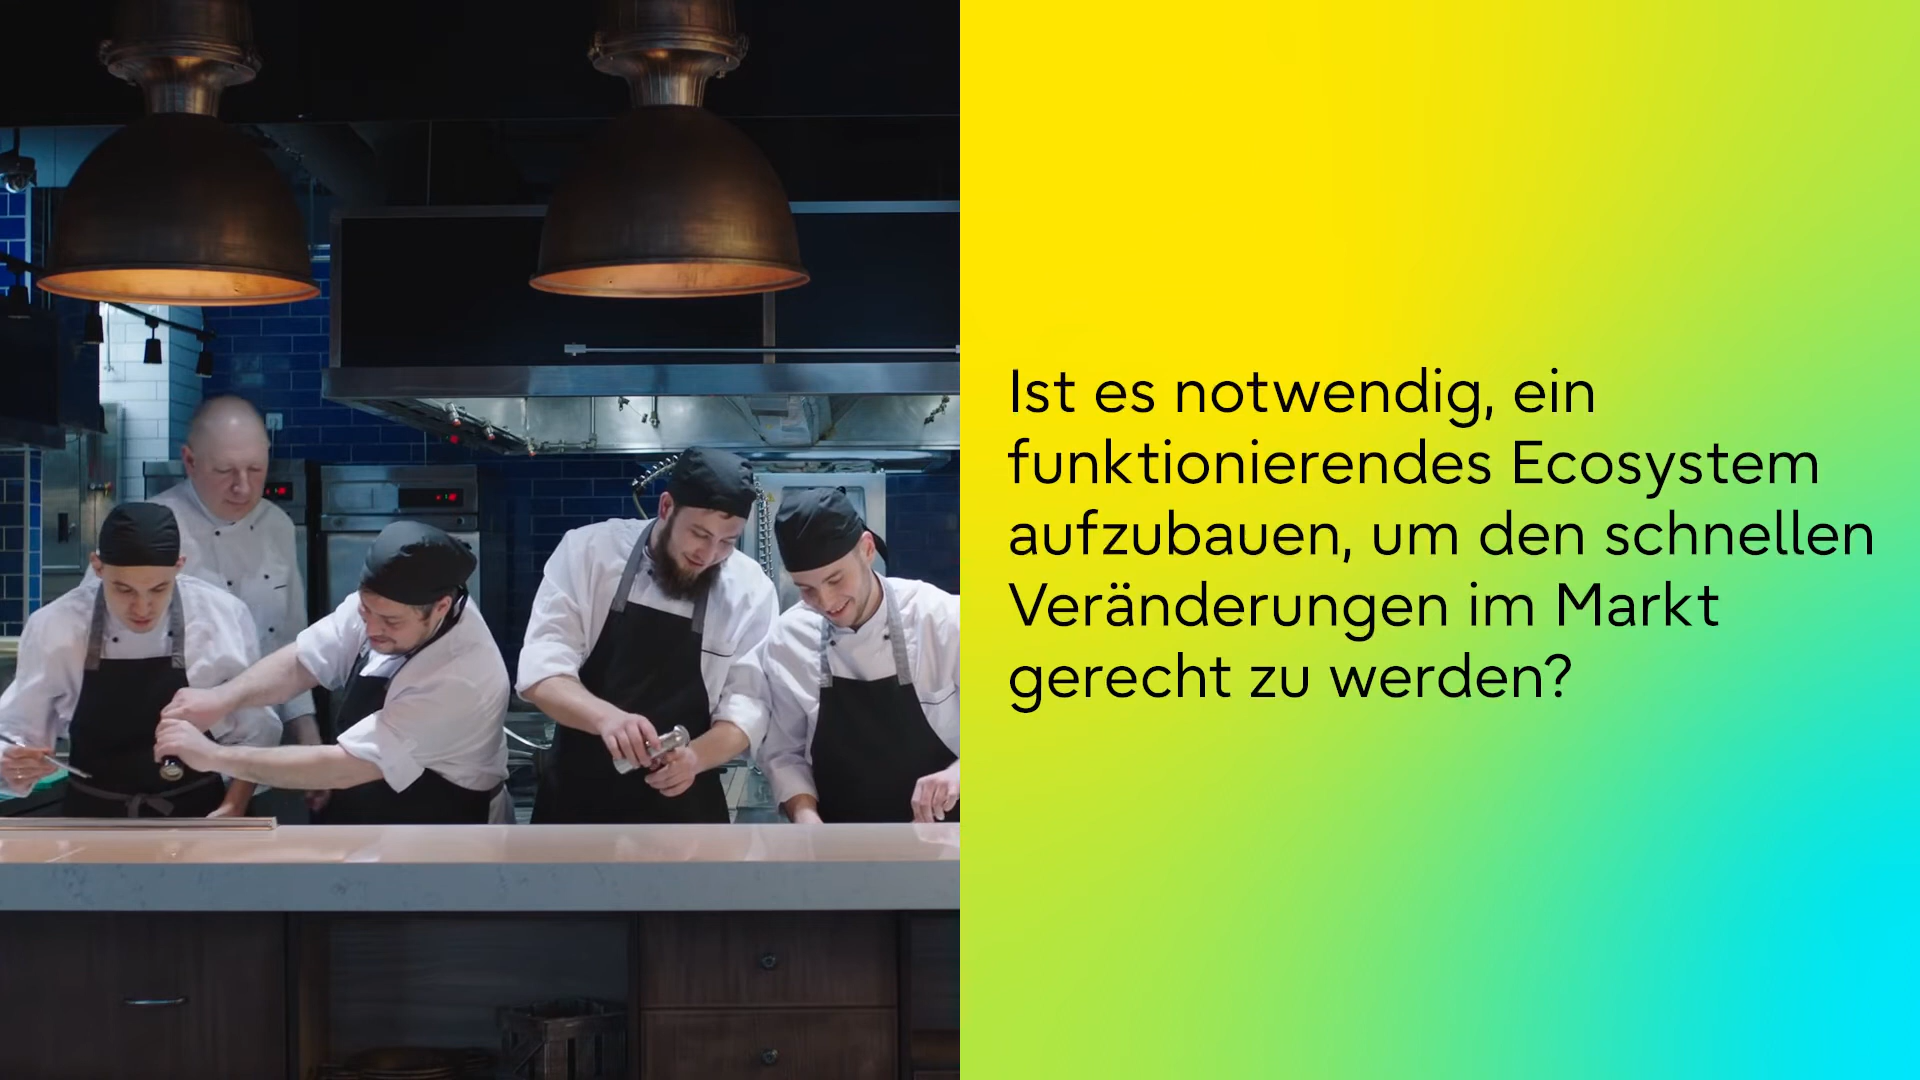 Ist es notwendig, ein
funktionierendes Ecosystem
aufzubauen, um den schnellen
Veränderungen im Markt
gerecht zu werden?